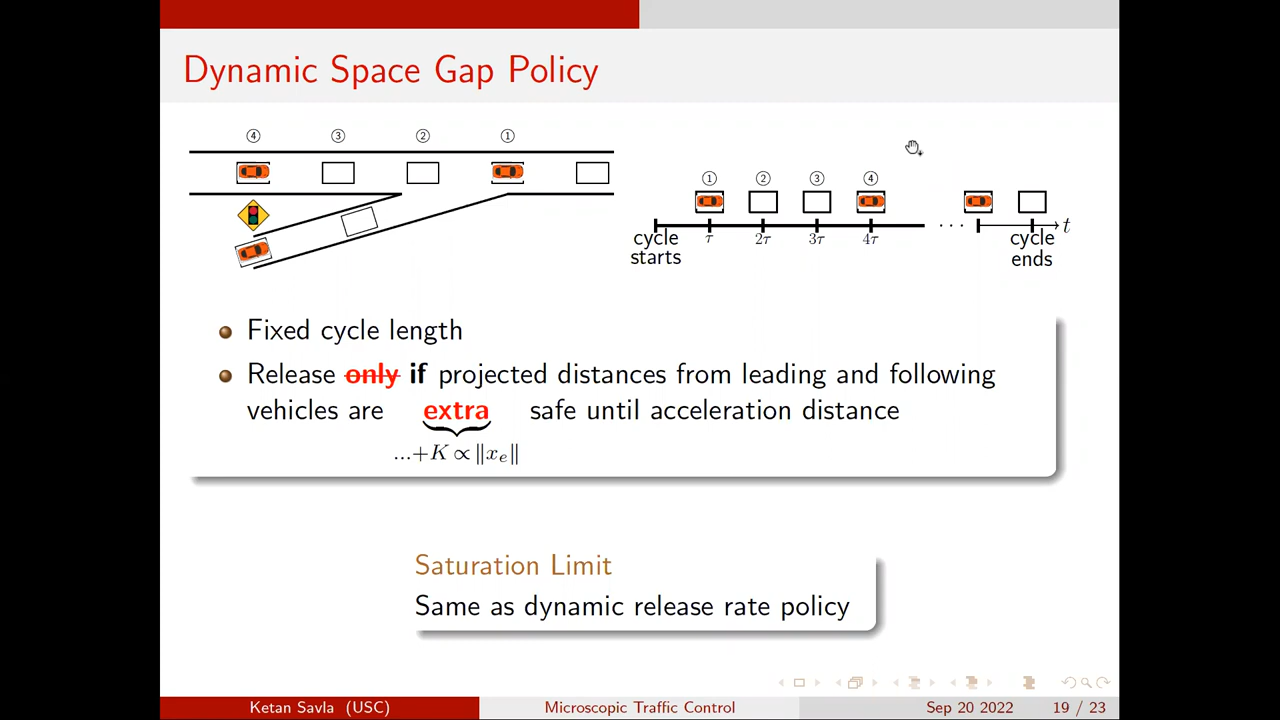 Dynamic Space Gap Policy
④ ③ ② ①
① ② ③ ④
cycle starts τ 2τ 3τ 4τ ··· cycle ends t
Fixed cycle length
Release only if projected distances from leading and following
vehicles are extra safe until acceleration distance
...+K ∝ ‖x_e‖
Saturation Limit
Same as dynamic release rate policy
Ketan Savla (USC) Microscopic Traffic Control Sep 20 2022 19 / 23